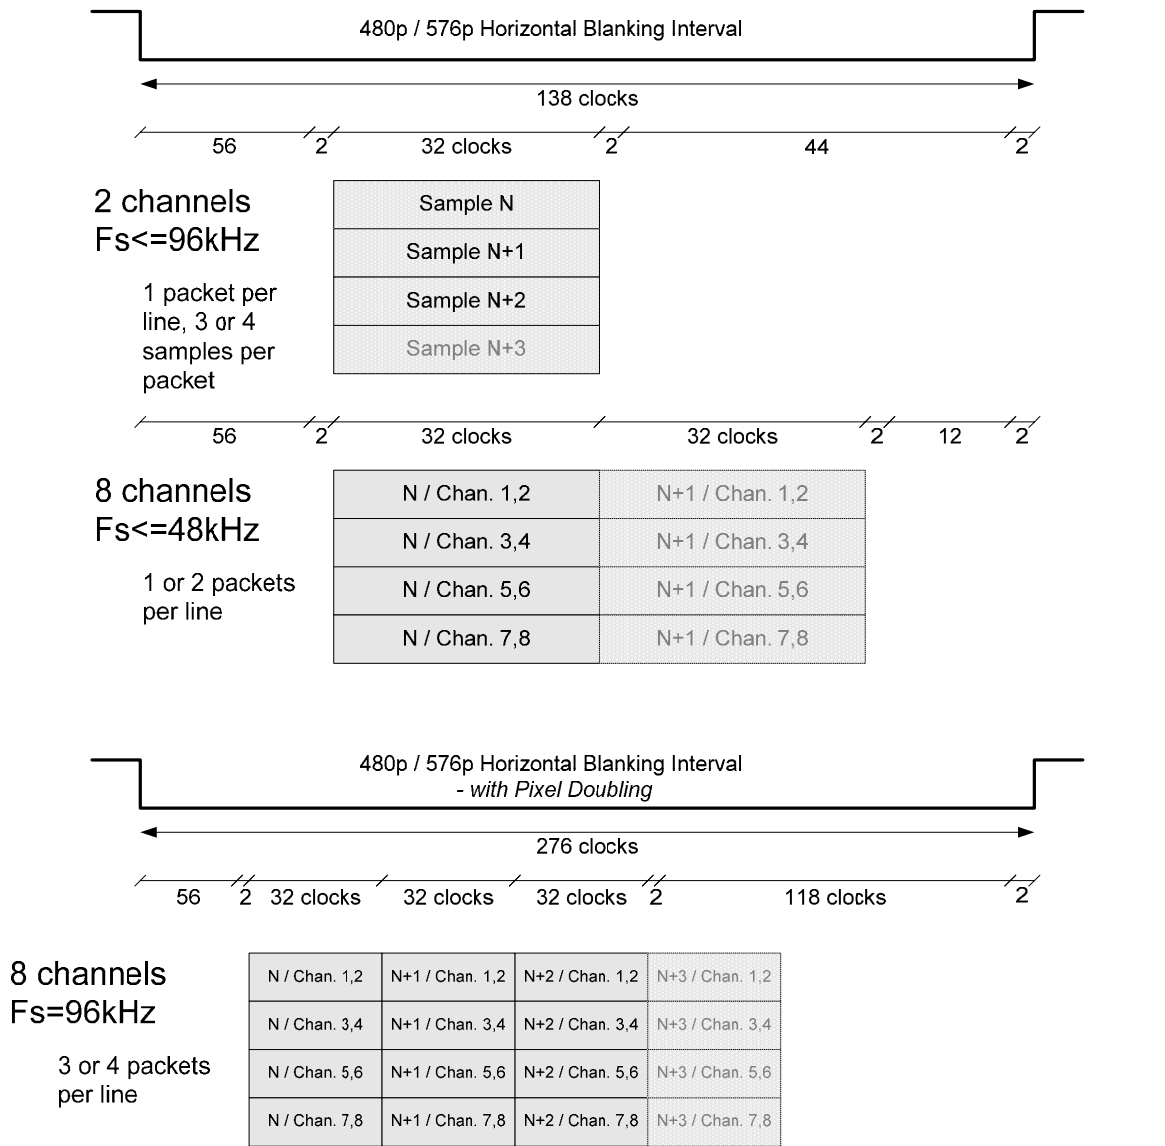 480p / 576p Horizontal Blanking Interval
138 clocks
56 2 32 clocks 2 44 2
2 channels
Fs<=96kHz
1 packet per
line, 3 or 4
samples per
packet
Sample N
Sample N+1
Sample N+2
Sample N+3
56 2 32 clocks 32 clocks 2 12 2
8 channels
Fs<=48kHz
1 or 2 packets
per line
N / Chan. 1,2 N+1 / Chan. 1,2
N / Chan. 3,4 N+1 / Chan. 3,4
N / Chan. 5,6 N+1 / Chan. 5,6
N / Chan. 7,8 N+1 / Chan. 7,8
480p / 576p Horizontal Blanking Interval
- with Pixel Doubling
276 clocks
56 2 32 clocks 32 clocks 32 clocks 2 118 clocks 2
8 channels
Fs=96kHz
3 or 4 packets
per line
N / Chan. 1,2 N+1 / Chan. 1,2 N+2 / Chan. 1,2 N+3 / Chan. 1,2
N / Chan. 3,4 N+1 / Chan. 3,4 N+2 / Chan. 3,4 N+3 / Chan. 3,4
N / Chan. 5,6 N+1 / Chan. 5,6 N+2 / Chan. 5,6 N+3 / Chan. 5,6
N / Chan. 7,8 N+1 / Chan. 7,8 N+2 / Chan. 7,8 N+3 / Chan. 7,8